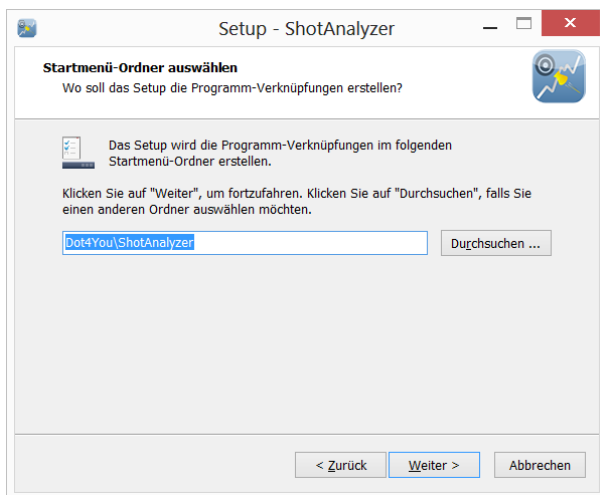 Setup - ShotAnalyzer
Startmenü-Ordner auswählen
Wo soll das Setup die Programm-Verknüpfungen erstellen?
Das Setup wird die Programm-Verknüpfungen im folgenden
Startmenü-Ordner erstellen.
Klicken Sie auf "Weiter", um fortzufahren. Klicken Sie auf "Durchsuchen", falls Sie
einen anderen Ordner auswählen möchten.
Dot4You\ShotAnalyzer
Durchsuchen ...
< Zurück
Weiter >
Abbrechen